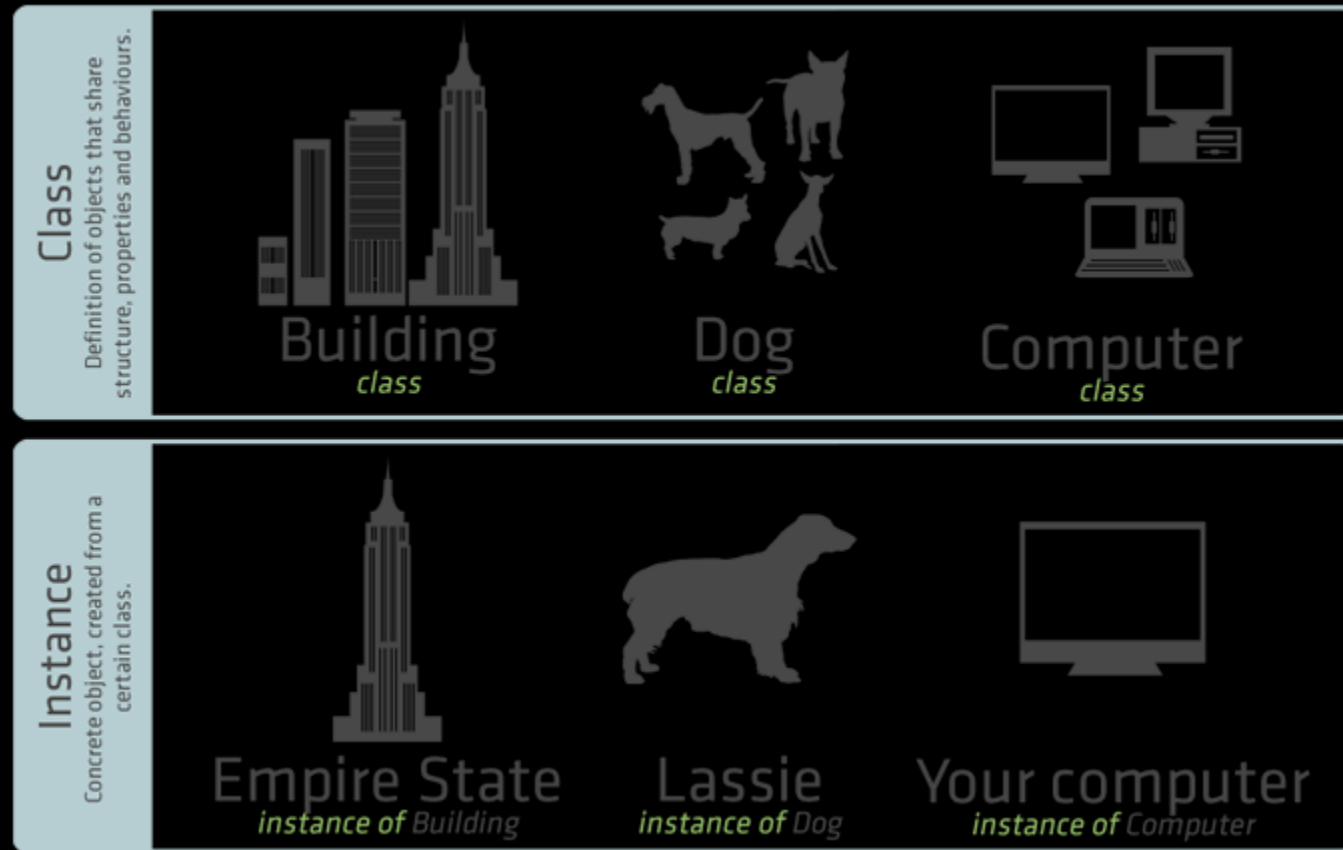 Class
Definition of objects that share
structure, properties and behaviours.
Building
class
Dog
class
Computer
class
Instance
Concrete object, created from a
certain class.
Empire State
instance of Building
Lassie
instance of Dog
Your computer
instance of Computer